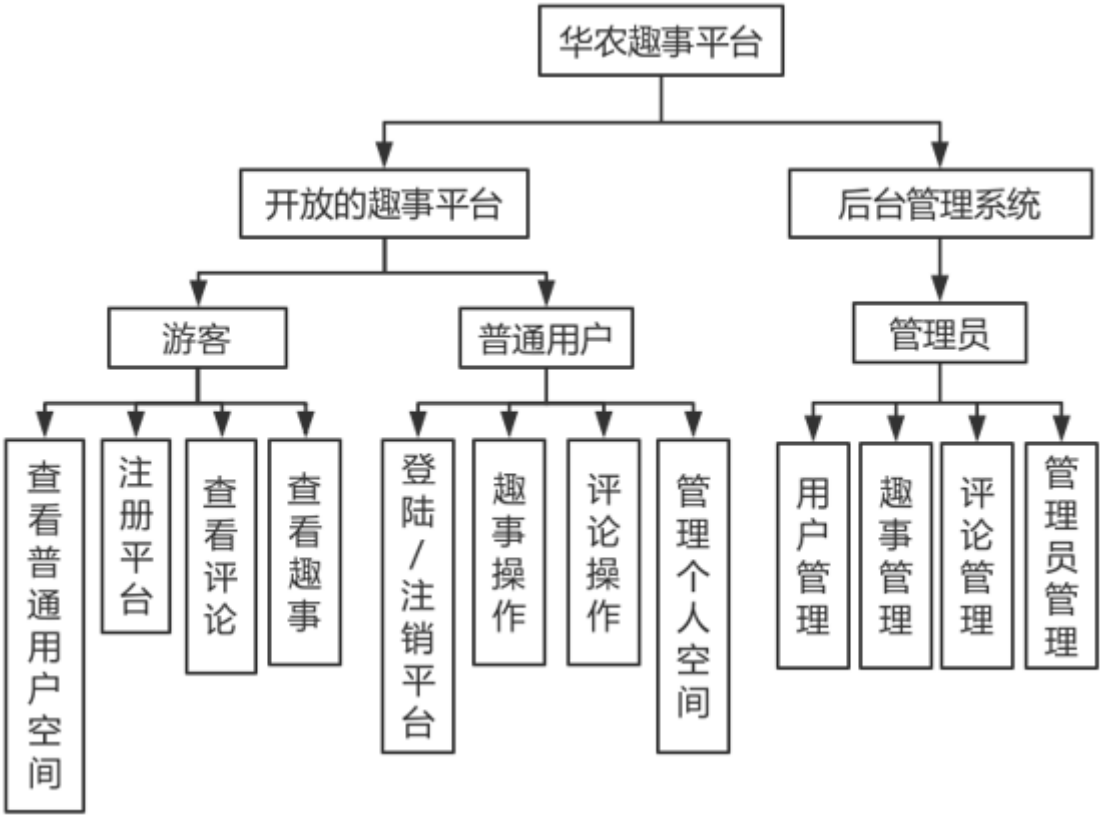 华农趣事平台
开放的趣事平台
后台管理系统
游客
普通用户
管理员
查看普通用户空间
注册平台
查看评论
查看趣事
登陆/注销平台
趣事操作
评论操作
管理个人空间
用户管理
趣事管理
评论管理
管理员管理